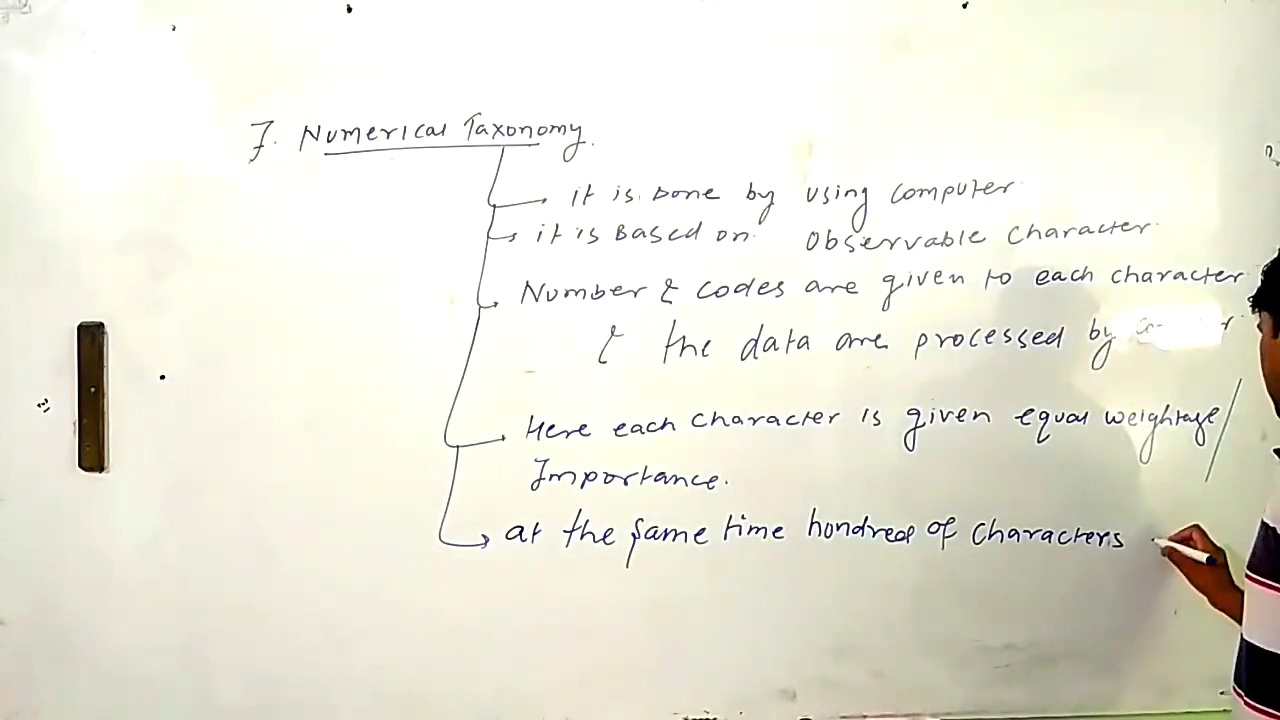 7. Numerical Taxonomy.
it is Done by using computer.
it is Based on Observable character.
Number & codes are given to each character
& the data are processed by
Here each character is given equal weightage/
Importance.
at the same time hondred of characters